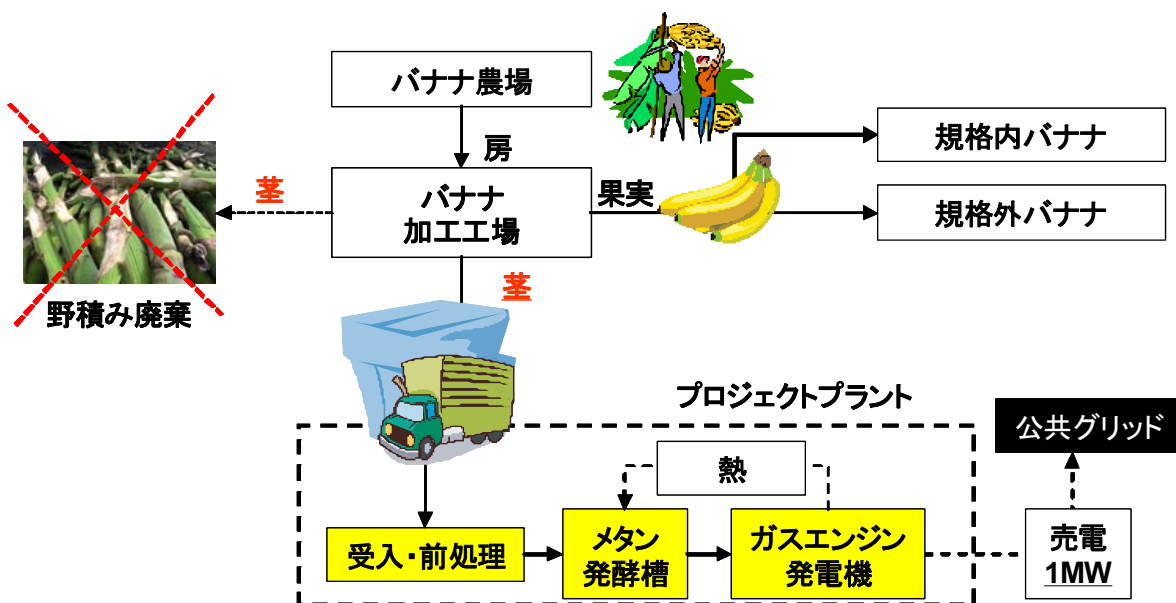 バナナ農場
房
規格内バナナ
茎
バナナ
加工工場
果実
規格外バナナ
野積み廃棄
茎
プロジェクトプラント
公共グリッド
熱
受入・前処理
メタン
発酵槽
ガスエンジン
発電機
売電
1MW